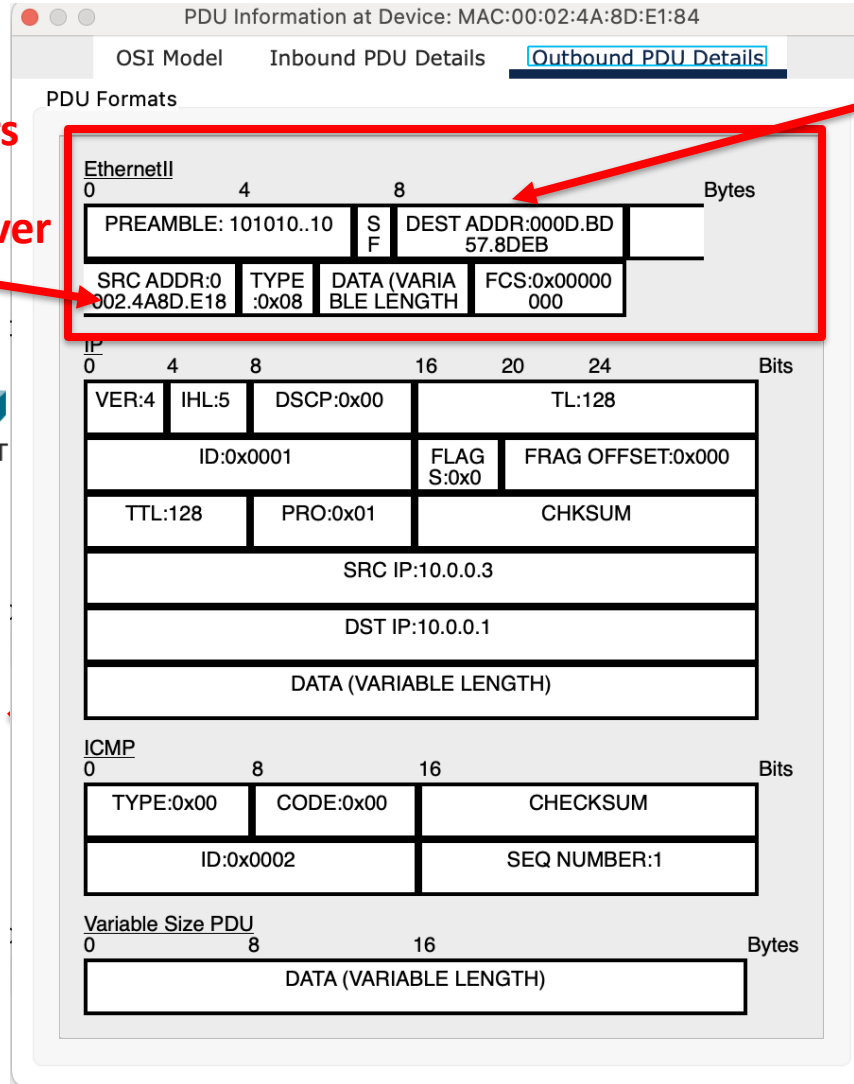 PDU Information at Device: MAC:00:02:4A:8D:E1:84
OSI Model Inbound PDU Details Outbound PDU Details
PDU Formats
EthernetII
0 4 8 Bytes
PREAMBLE: 101010..10
S
F
DEST ADDR:000D.BD
57.8DEB
SRC ADDR:0
002.4A8D.E18
TYPE
:0x08
DATA (VARIA
BLE LENGTH
FCS:0x00000
000
IP
0 4 8 16 20 24 Bits
VER:4 IHL:5 DSCP:0x00 TL:128
ID:0x0001
FLAG
S:0x0
FRAG OFFSET:0x000
TTL:128 PRO:0x01 CHKSUM
SRC IP:10.0.0.3
DST IP:10.0.0.1
DATA (VARIABLE LENGTH)
ICMP
0 8 16 Bits
TYPE:0x00 CODE:0x00 CHECKSUM
ID:0x0002 SEQ NUMBER:1
Variable Size PDU
0 8 16 Bytes
DATA (VARIABLE LENGTH)